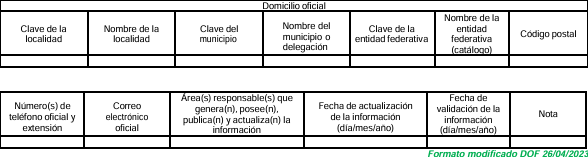 Domicilio oficial
Clave de la
localidad
Nombre de la
localidad
Clave del
municipio
Nombre del
municipio o
delegación
Clave de la
entidad federativa
Nombre de la
entidad
federativa
(catálogo)
Código postal
Número(s) de
teléfono oficial y
extensión
Correo
electrónico
oficial
Área(s) responsable(s) que
genera(n), posee(n),
publica(n) y actualiza(n) la
información
Fecha de actualización
de la información
(día/mes/año)
Fecha de
validación de la
información
(día/mes/año)
Nota
Formato modificado DOF 26/04/2023